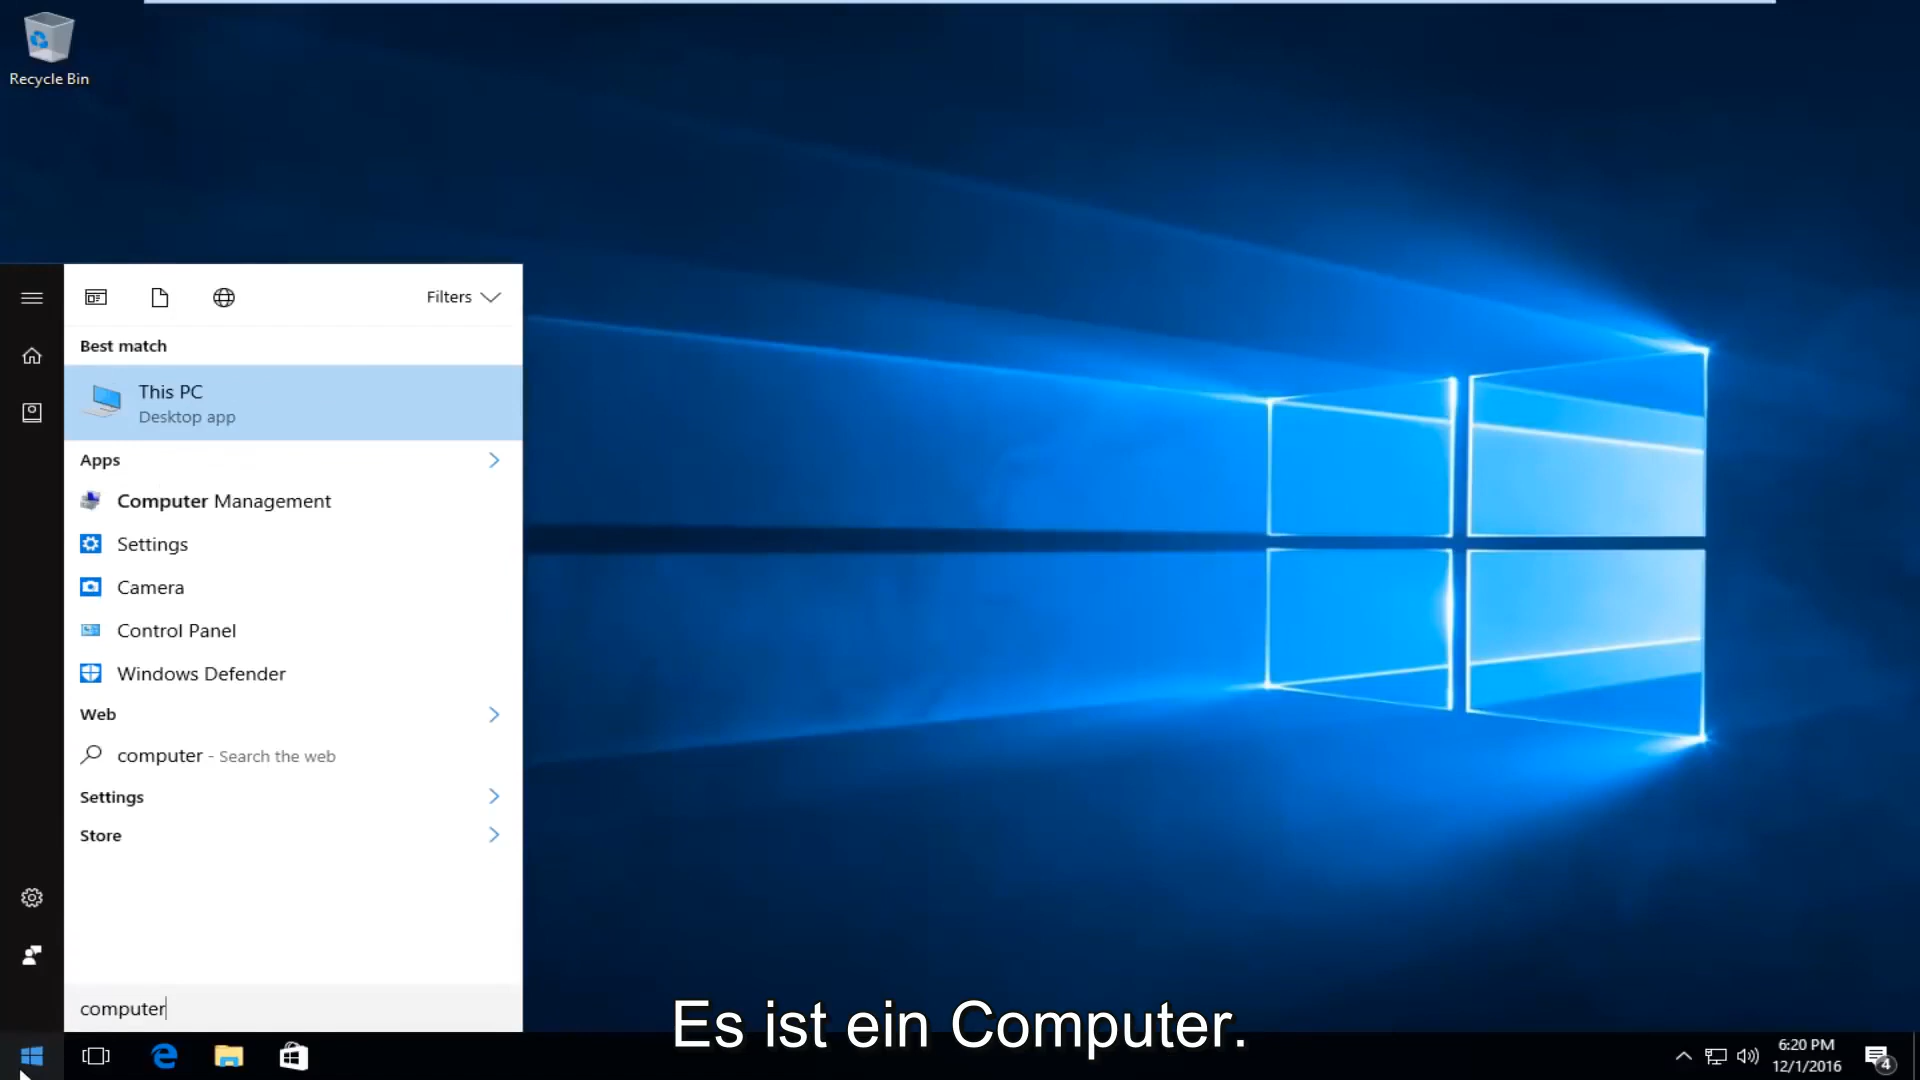 Recycle Bin
Filters
Best match
This PC
Desktop app
Apps
Computer Management
Settings
Camera
Control Panel
Windows Defender
Web
computer - Search the web
Settings
Store
computer
Es ist ein Computer.
6:20 PM
12/1/2016
4